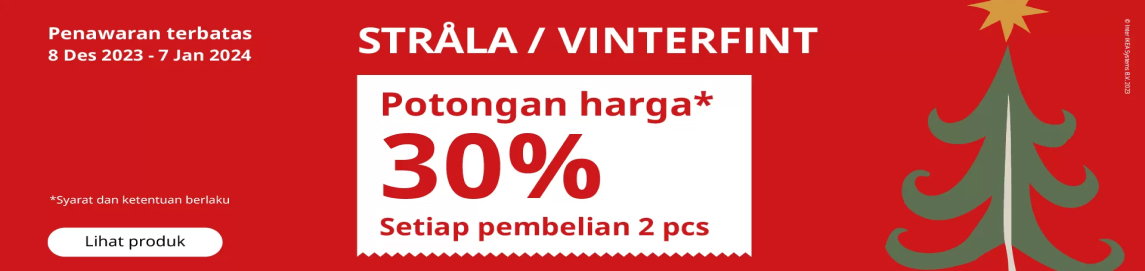 Penawaran terbatas
8 Des 2023 - 7 Jan 2024
STRÅLA / VINTERFINT
Potongan harga*
30%
Setiap pembelian 2 pcs
*Syarat dan ketentuan berlaku
Lihat produk
© Inter IKEA Systems B.V. 2023